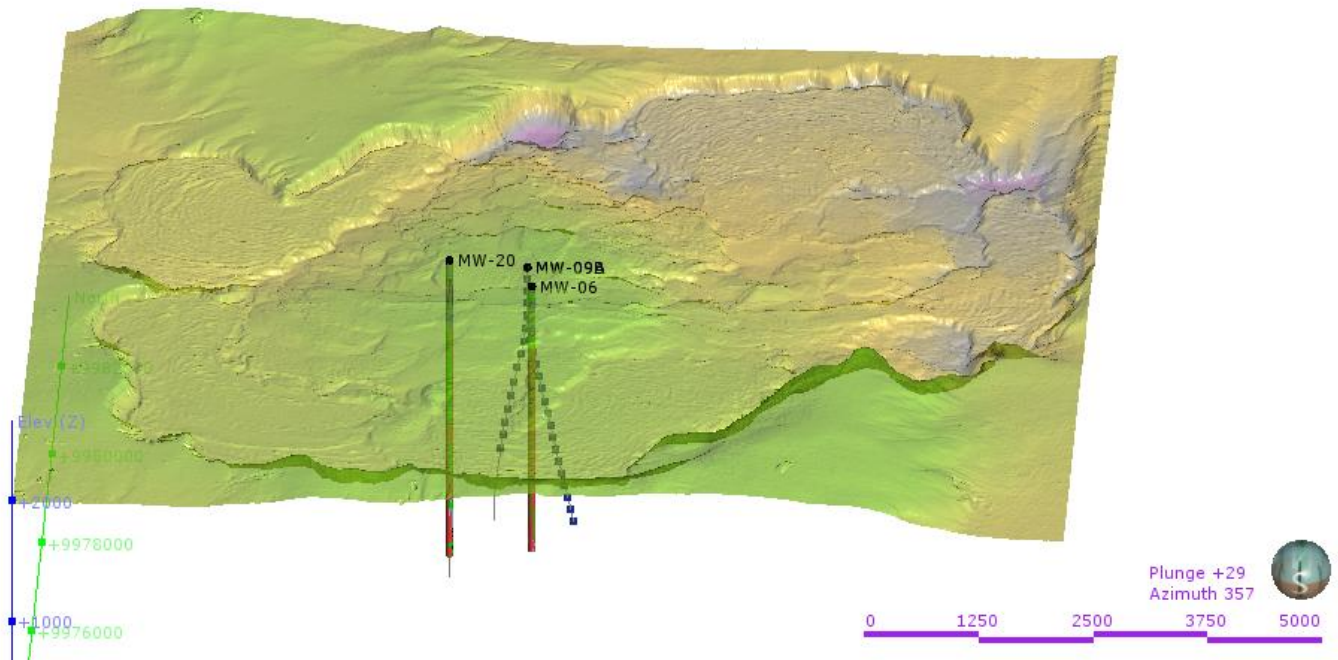 MW-20
MW-09
MW-06
North
Elev (Z)
+9980000
+2000
+9978000
+1000
+9976000
Plunge +29
Azimuth 357
S
0 1250 2500 3750 5000